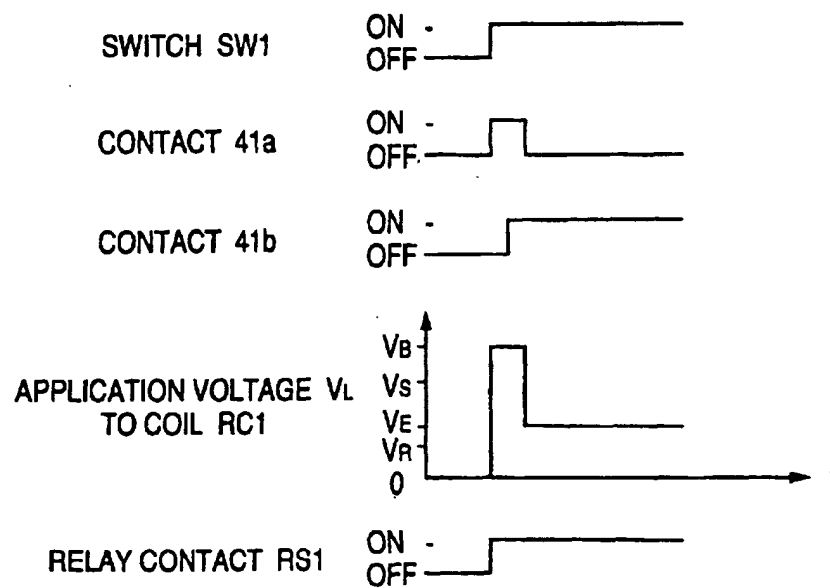 SWITCH SW1
ON
OFF
CONTACT 41a
ON
OFF
CONTACT 41b
ON
OFF
APPLICATION VOLTAGE VL
TO COIL RC1
VB
VS
VE
VR
0
RELAY CONTACT RS1
ON
OFF